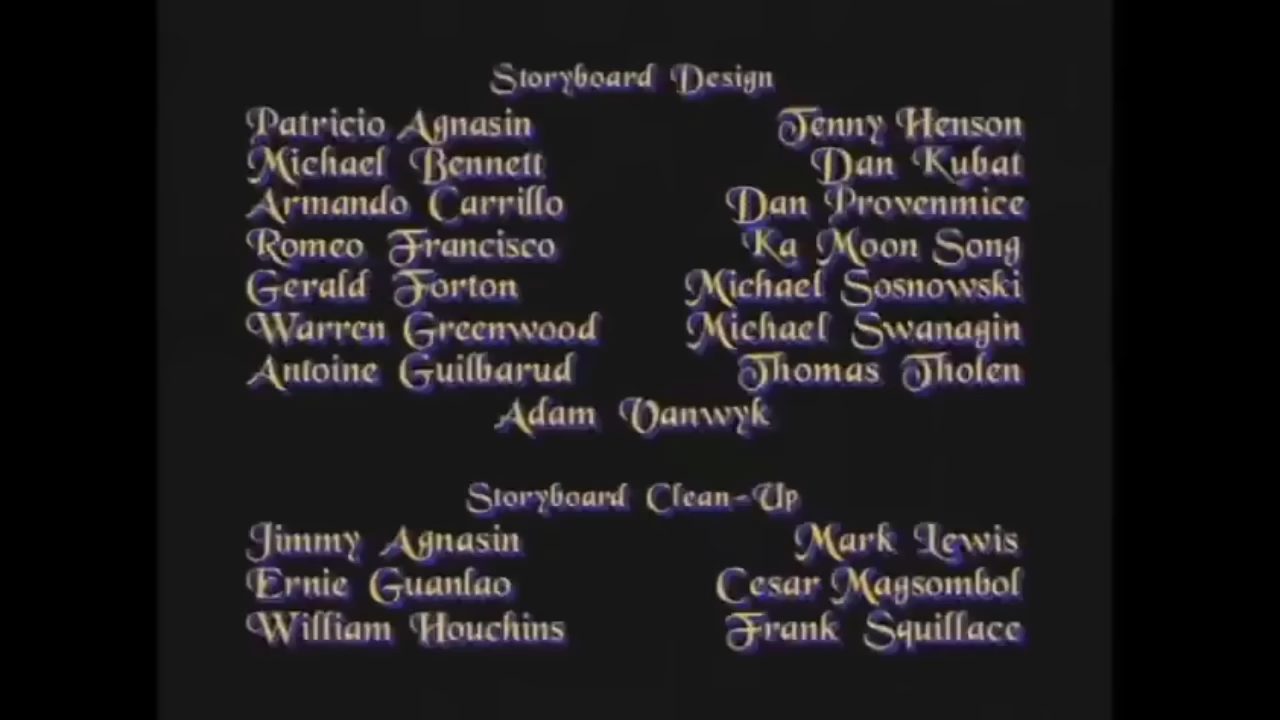 Storyboard Design
Patricio Agnasin Tenny Henson
Michael Bennett Dan Kubat
Armando Carrillo Dan Provenmice
Romeo Francisco Ka Moon Song
Gerald Forton Michael Sosnowski
Warren Greenwood Michael Swanagin
Antoine Guilbarud Thomas Tholen
Adam Vanwyk
Storyboard Clean-Up
Jimmy Agnasin Mark Lewis
Ernie Guanlao Cesar Magsombol
William Houchins Frank Squillace